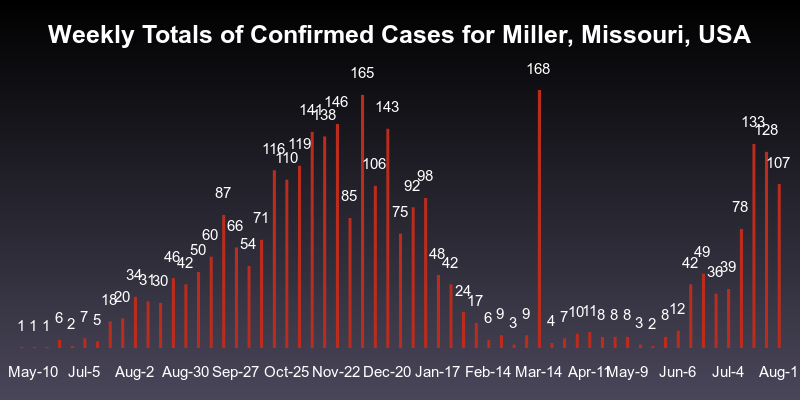 Weekly Totals of Confirmed Cases for Miller, Missouri, USA
1 1 1 6 2 7 5 18 20 34 31 30 46 42 50 60 87 66 54 71 116 110 119 141 138 146 85 165 106 143 75 92 98 48 42 24 17 6 9 3 9 168 4 7 10 11 8 8 8 3 2 8 12 42 49 36 39 78 133 128 107
May-10 Jul-5 Aug-2 Aug-30 Sep-27 Oct-25 Nov-22 Dec-20 Jan-17 Feb-14 Mar-14 Apr-11 May-9 Jun-6 Jul-4 Aug-1